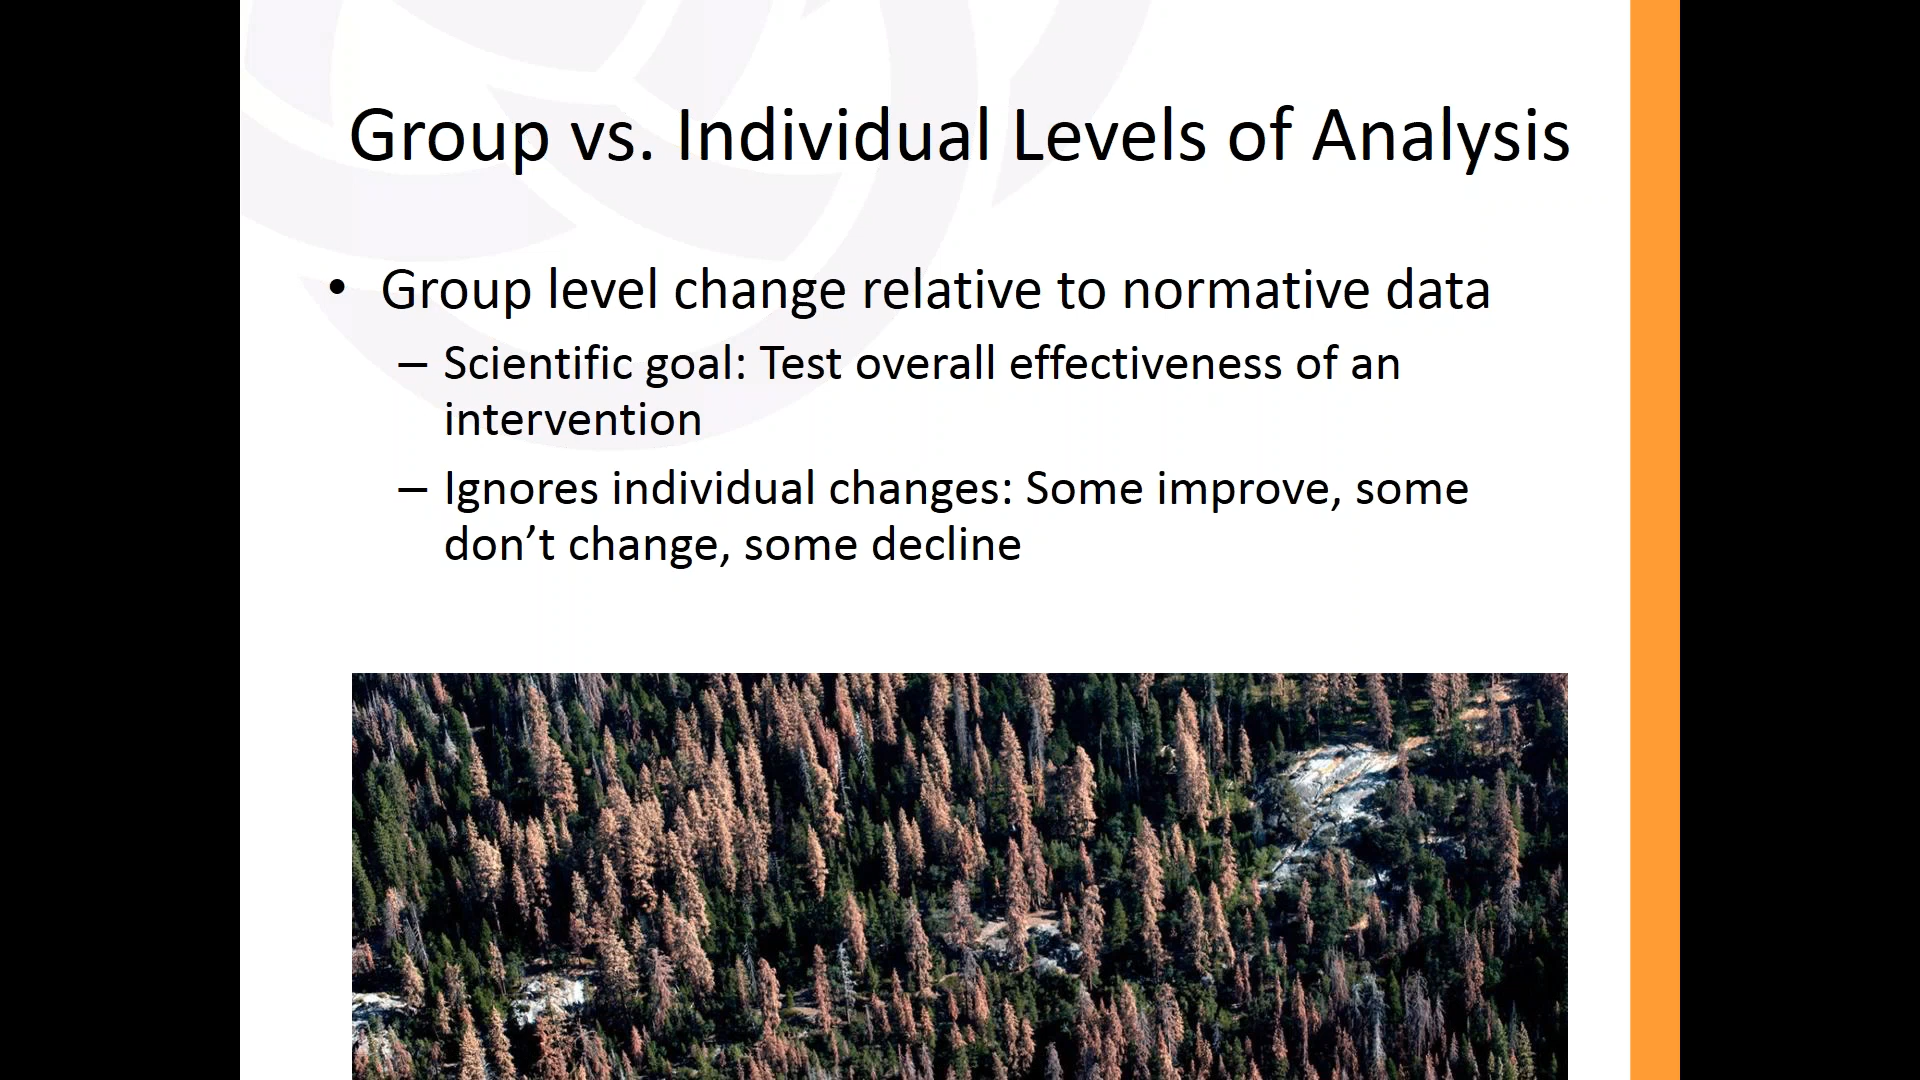 Group vs. Individual Levels of Analysis
• Group level change relative to normative data
– Scientific goal: Test overall effectiveness of an
intervention
– Ignores individual changes: Some improve, some
don’t change, some decline